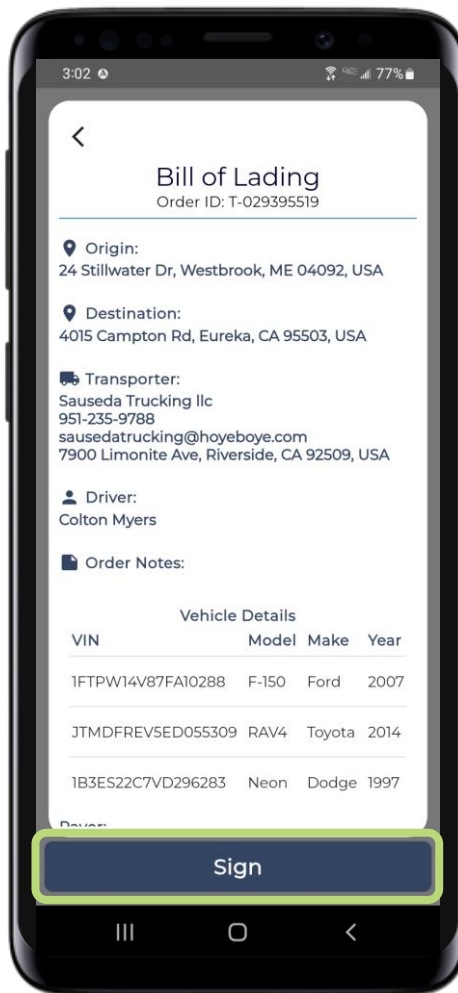 3:02
77%
Bill of Lading
Order ID: T-029395519
Origin:
24 Stillwater Dr, Westbrook, ME 04092, USA
Destination:
4015 Campton Rd, Eureka, CA 95503, USA
Transporter:
Sauseda Trucking llc
951-235-9788
sausedatrucking@hoyeboye.com
7900 Limonite Ave, Riverside, CA 92509, USA
Driver:
Colton Myers
Order Notes:
Vehicle Details
VIN Model Make Year
1FTPW14V87FA10288 F-150 Ford 2007
JTMDFREV5ED055309 RAV4 Toyota 2014
1B3ES22C7VD296283 Neon Dodge 1997
Sign